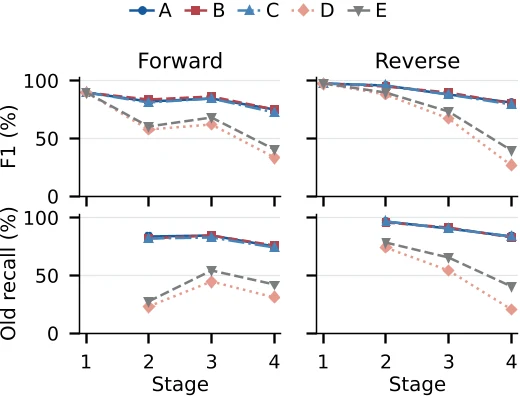 A B C D E
Forward Reverse
F1 (%)
100
50
0
Old recall (%)
100
50
0
1 2 3 4 1 2 3 4
Stage Stage